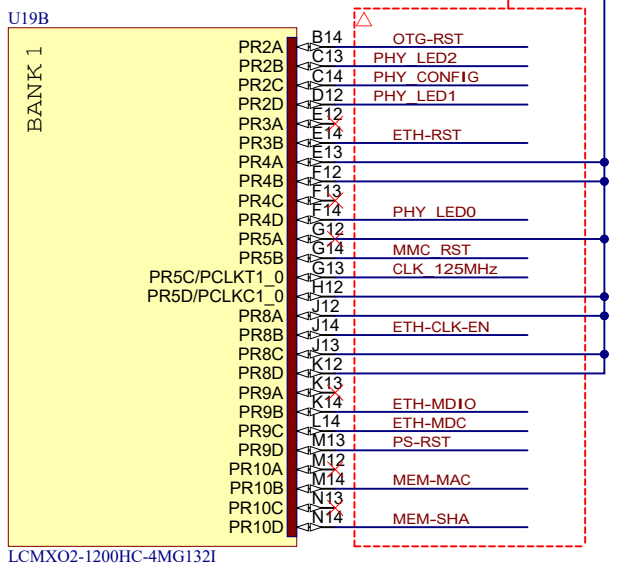 U19B
BANK 1
PR2A B14 OTG-RST
PR2B C13 PHY_LED2
PR2C C14 PHY_CONFIG
PR2D D12 PHY_LED1
PR3A E12
PR3B E14 ETH-RST
PR4A E13
PR4B F12
PR4C F13
PR4D F14 PHY_LED0
PR5A G12
PR5B G14 MMC_RST
PR5C/PCLKT1_0 G13 CLK_125MHz
PR5D/PCLKC1_0 H12
PR8A J12
PR8B J14 ETH-CLK-EN
PR8C J13
PR8D K12
PR9A K13
PR9B K14 ETH-MDIO
PR9C L14 ETH-MDC
PR9D M13 PS-RST
PR10A M12
PR10B M14 MEM-MAC
PR10C N13
PR10D N14 MEM-SHA
LCMXO2-1200HC-4MG132I